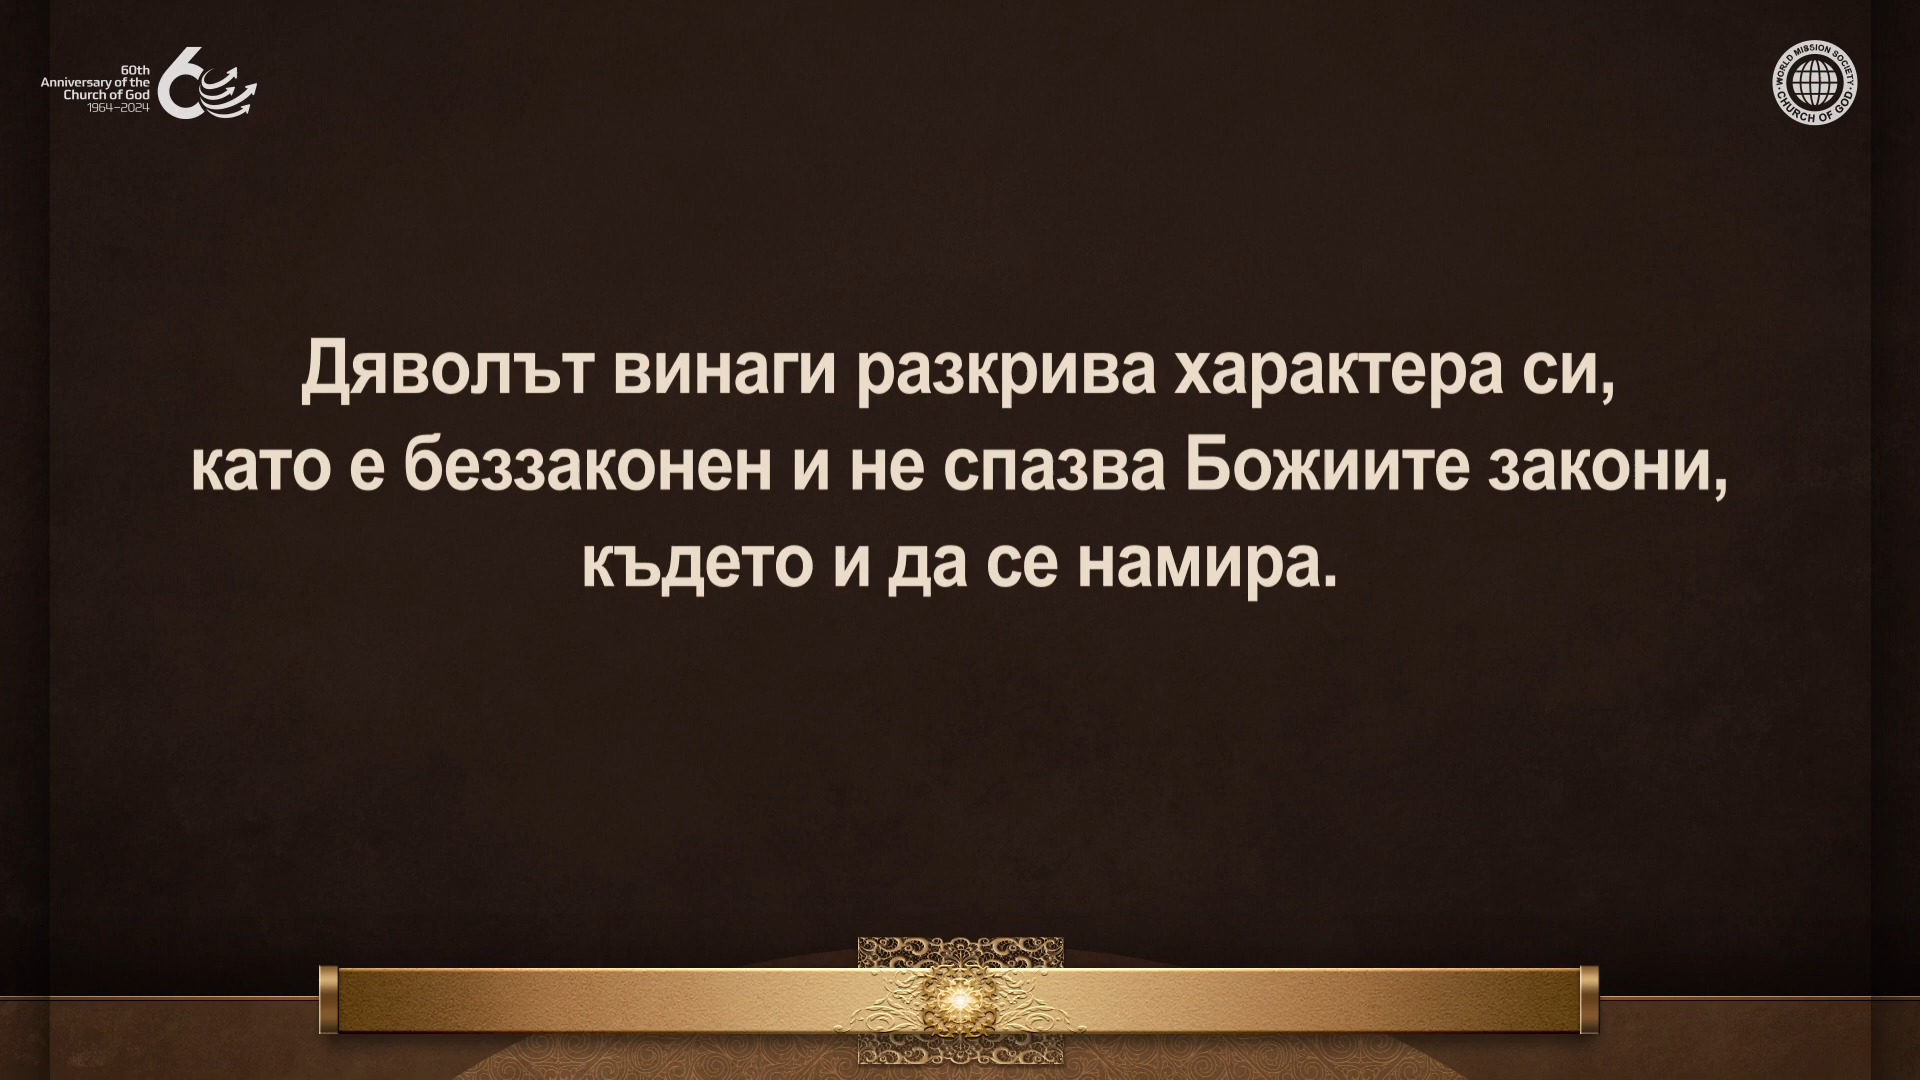 60th
Anniversary of the
Church of God
1964–2024
60
WORLD MISSION SOCIETY
CHURCH OF GOD
Дяволът винаги разкрива характера си,
като е беззаконен и не спазва Божиите закони,
където и да се намира.